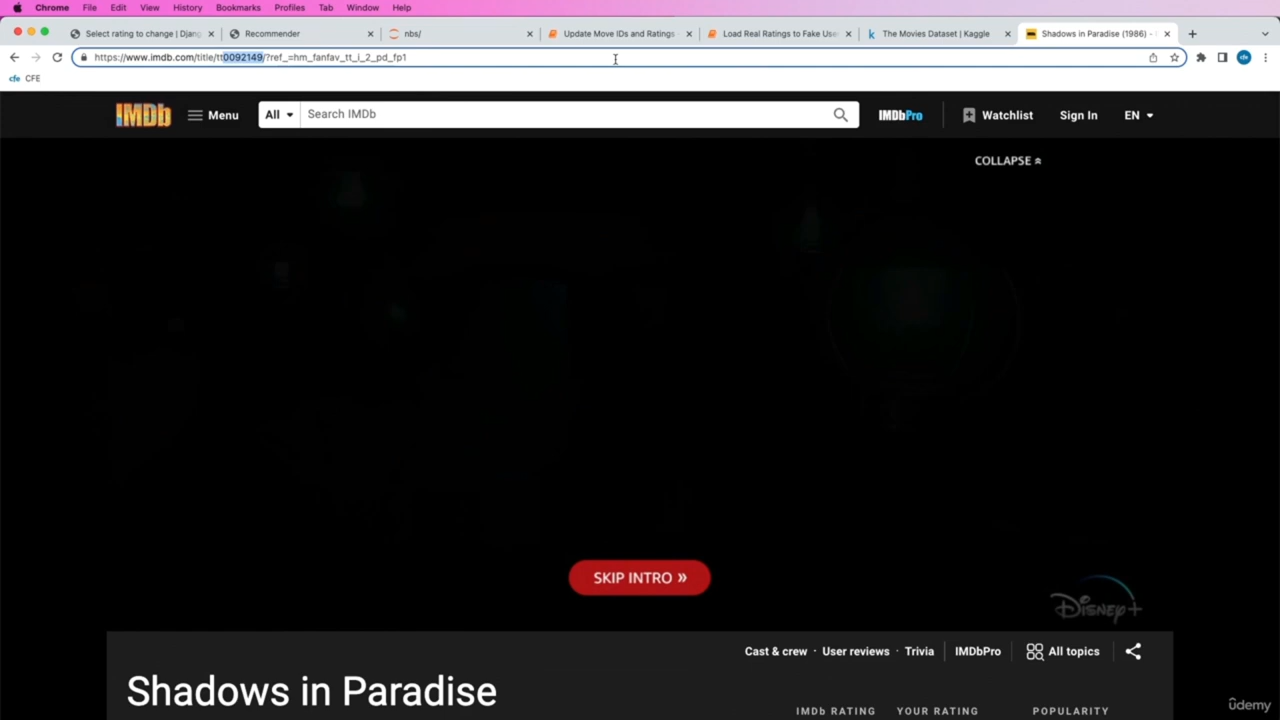 Chrome File Edit View History Bookmarks Profiles Tab Window Help
Select rating to change | Djang
Recommender
nbs/
Update Move IDs and Ratings -
Load Real Ratings to Fake Use
The Movies Dataset | Kaggle
Shadows in Paradise (1986) -
https://www.imdb.com/title/tt0092149/?ref_=hm_fanfav_tt_i_2_pd_fp1
cfe CFE
IMDb Menu All Search IMDb IMDbPro Watchlist Sign In EN
COLLAPSE
SKIP INTRO »
Disney+
Cast & crew · User reviews · Trivia IMDbPro All topics
Shadows in Paradise
IMDb RATING YOUR RATING POPULARITY
ûdemy